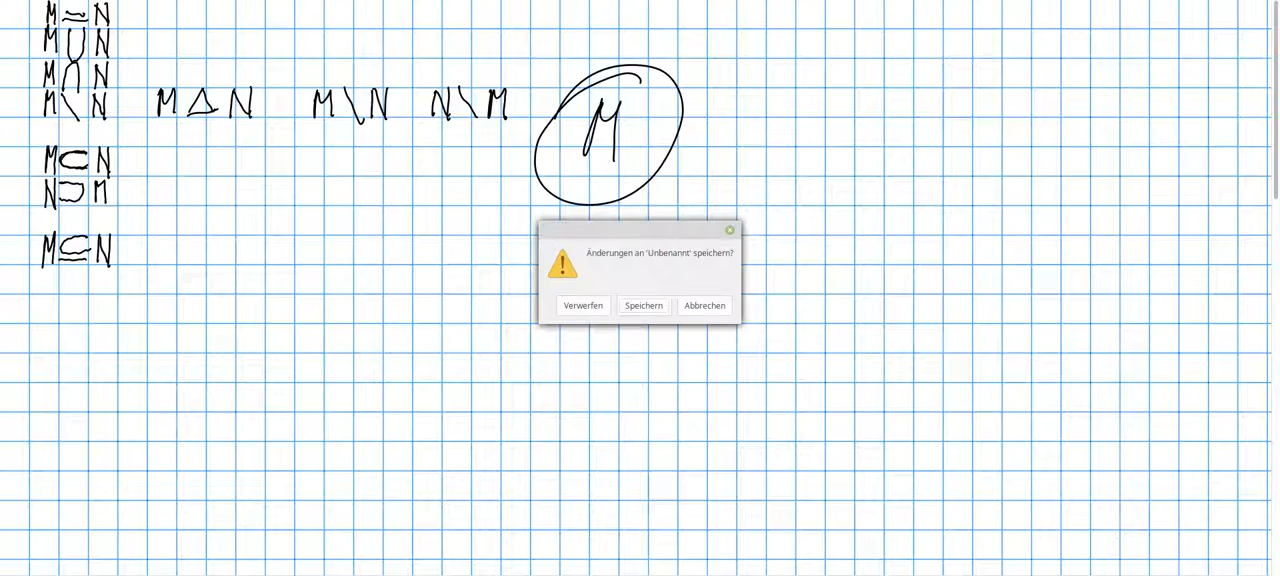 M = N
M ∪ N
M ∩ N
M \ N M △ N M \ N N \ M M
M ⊂ N
N ⊃ M
M ⊆ N
Änderungen an 'Unbenannt' speichern?
Verwerfen Speichern Abbrechen